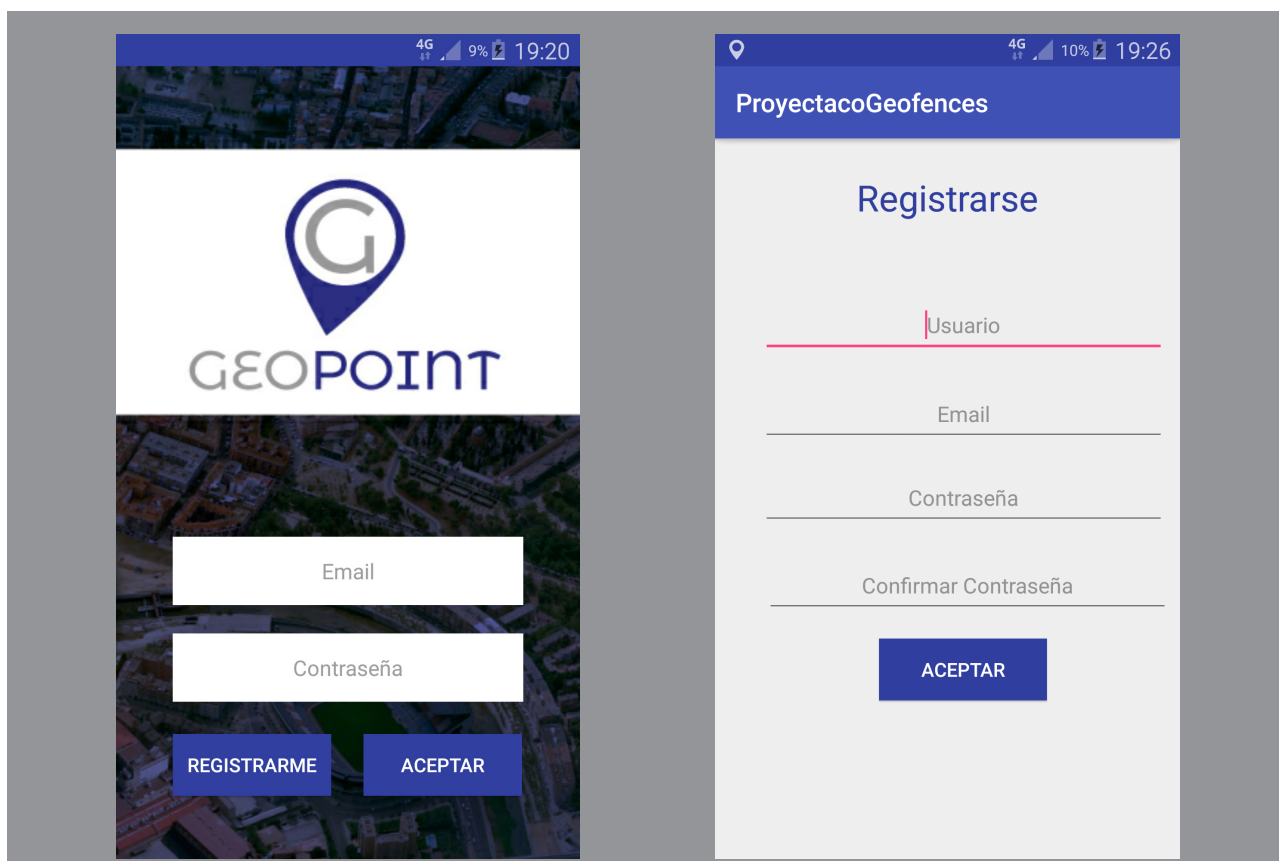 4G 9% 19:20
G
GEOPOINT
Email
Contraseña
REGISTRARME ACEPTAR
4G 10% 19:26
ProyectacoGeofences
Registrarse
Usuario
Email
Contraseña
Confirmar Contraseña
ACEPTAR